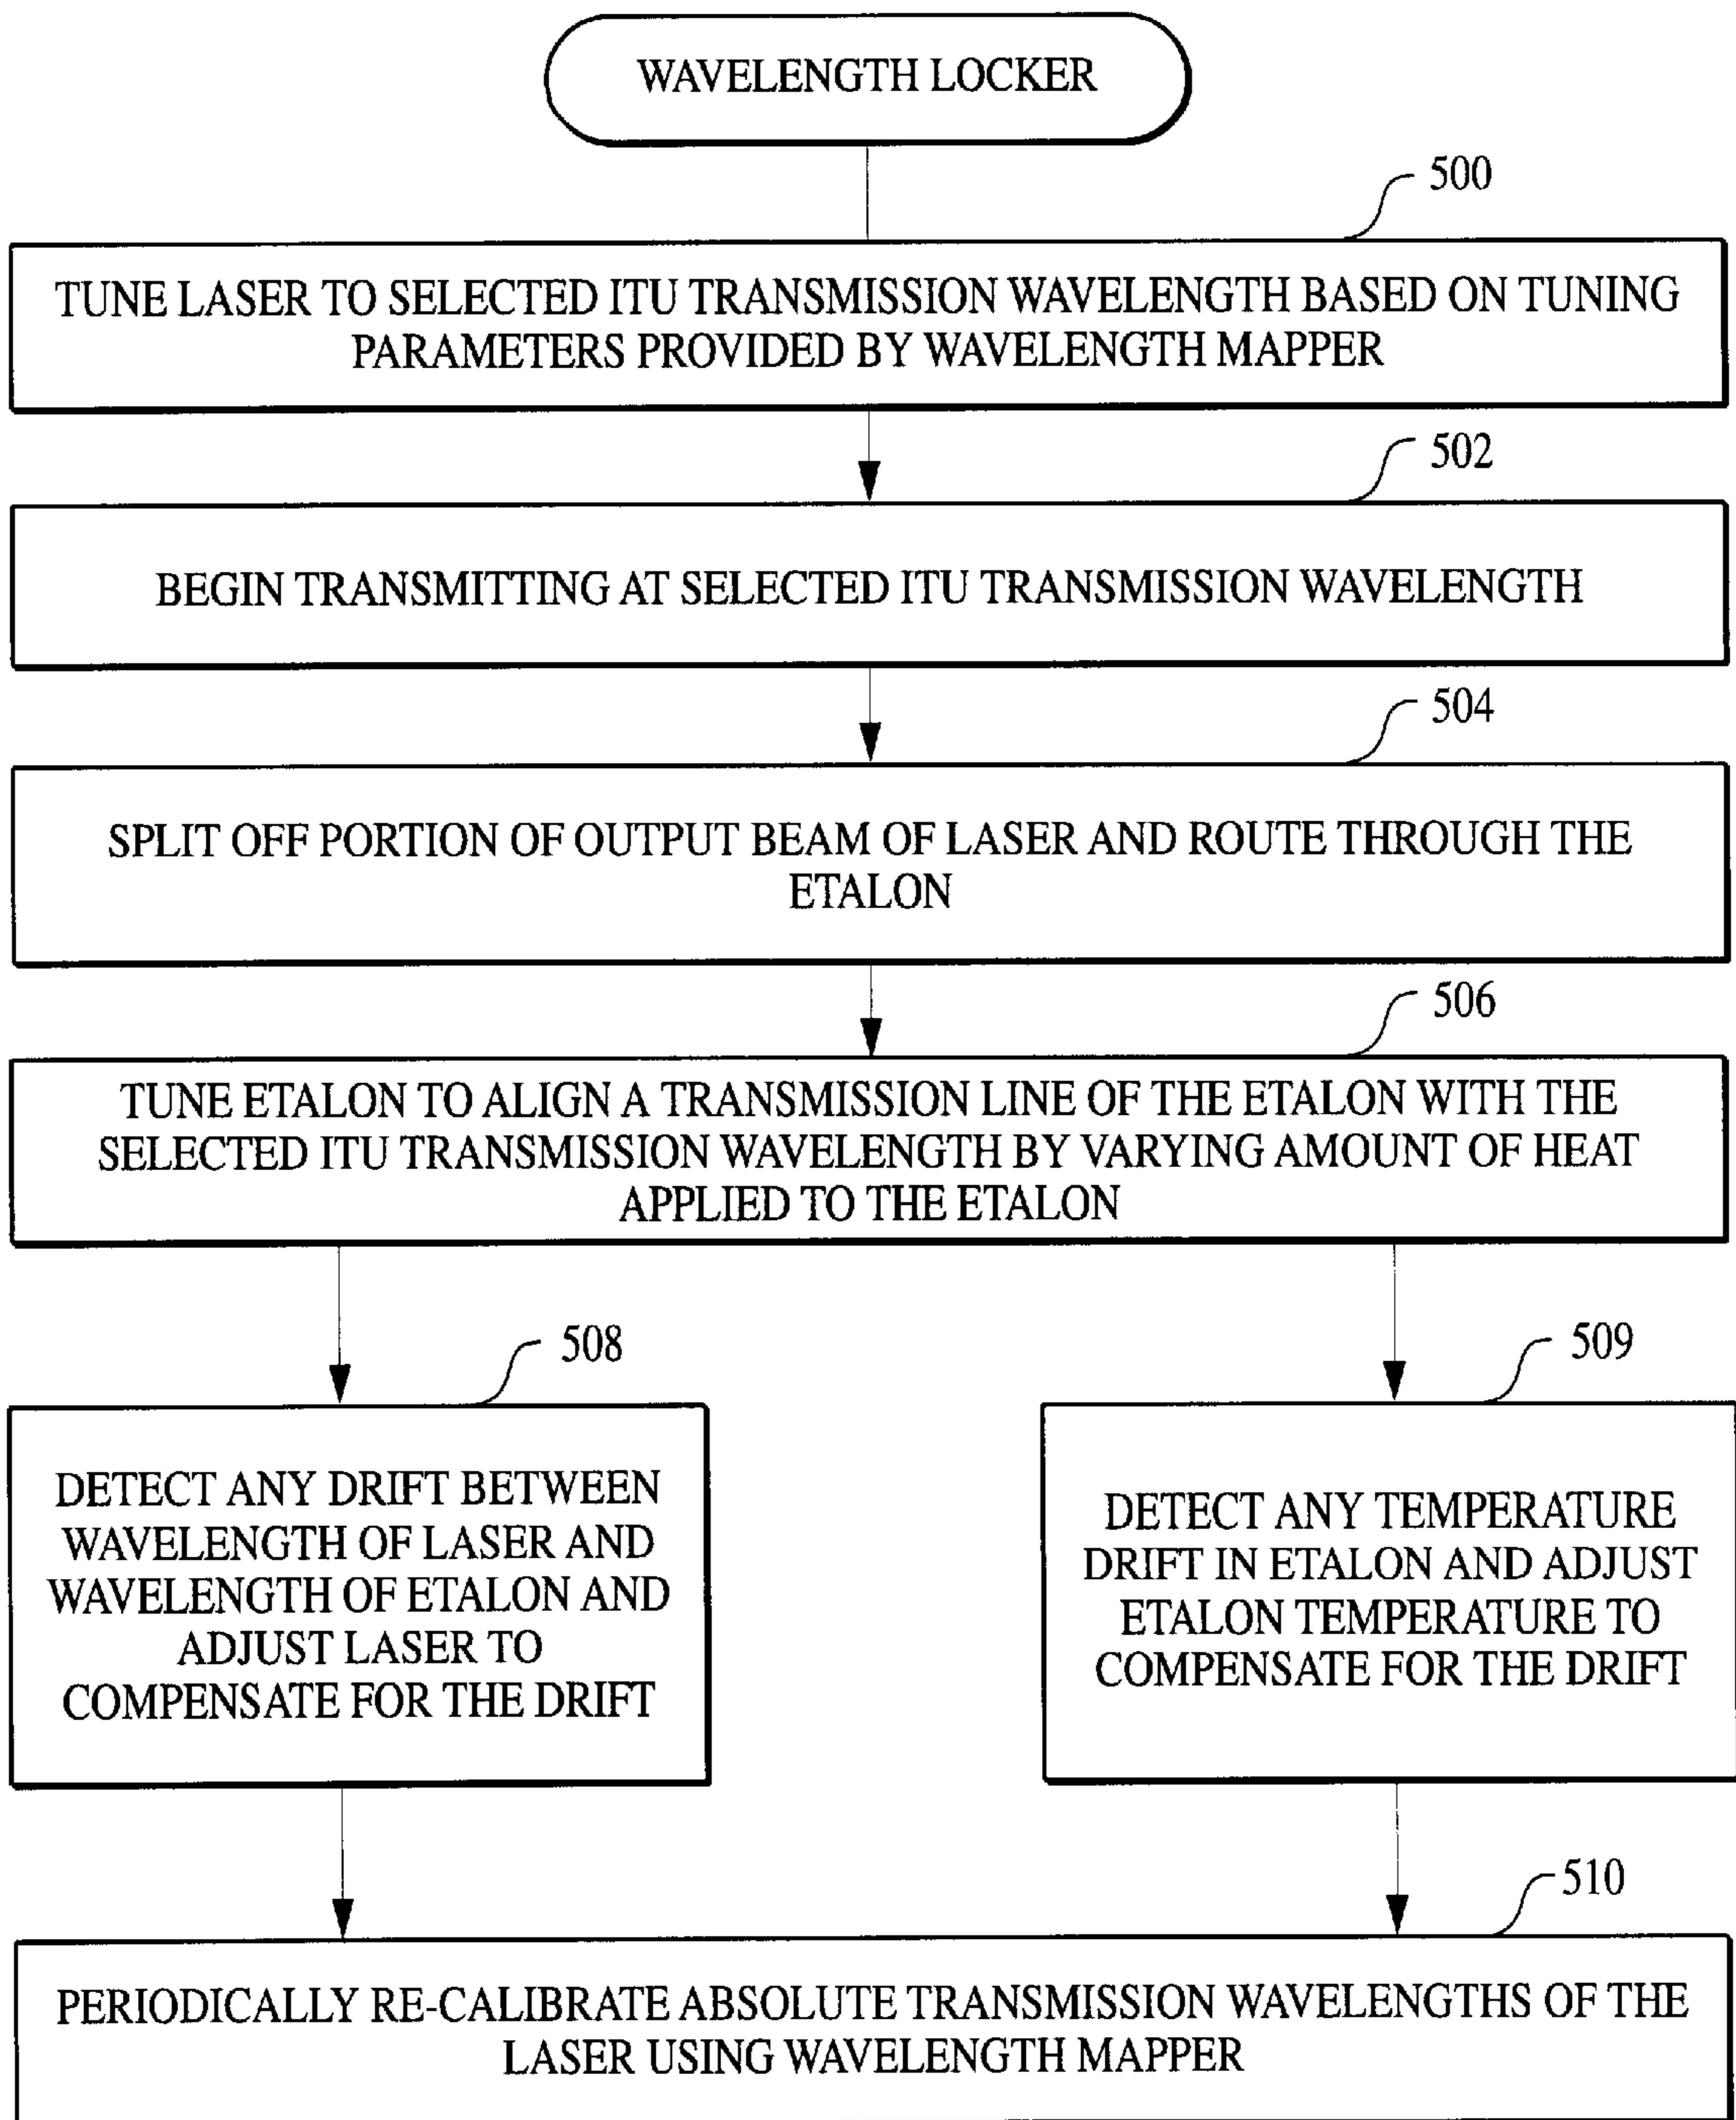 WAVELENGTH LOCKER
500
TUNE LASER TO SELECTED ITU TRANSMISSION WAVELENGTH BASED ON TUNING
PARAMETERS PROVIDED BY WAVELENGTH MAPPER
502
BEGIN TRANSMITTING AT SELECTED ITU TRANSMISSION WAVELENGTH
504
SPLIT OFF PORTION OF OUTPUT BEAM OF LASER AND ROUTE THROUGH THE
ETALON
506
TUNE ETALON TO ALIGN A TRANSMISSION LINE OF THE ETALON WITH THE
SELECTED ITU TRANSMISSION WAVELENGTH BY VARYING AMOUNT OF HEAT
APPLIED TO THE ETALON
508
DETECT ANY DRIFT BETWEEN
WAVELENGTH OF LASER AND
WAVELENGTH OF ETALON AND
ADJUST LASER TO
COMPENSATE FOR THE DRIFT
509
DETECT ANY TEMPERATURE
DRIFT IN ETALON AND ADJUST
ETALON TEMPERATURE TO
COMPENSATE FOR THE DRIFT
510
PERIODICALLY RE-CALIBRATE ABSOLUTE TRANSMISSION WAVELENGTHS OF THE
LASER USING WAVELENGTH MAPPER